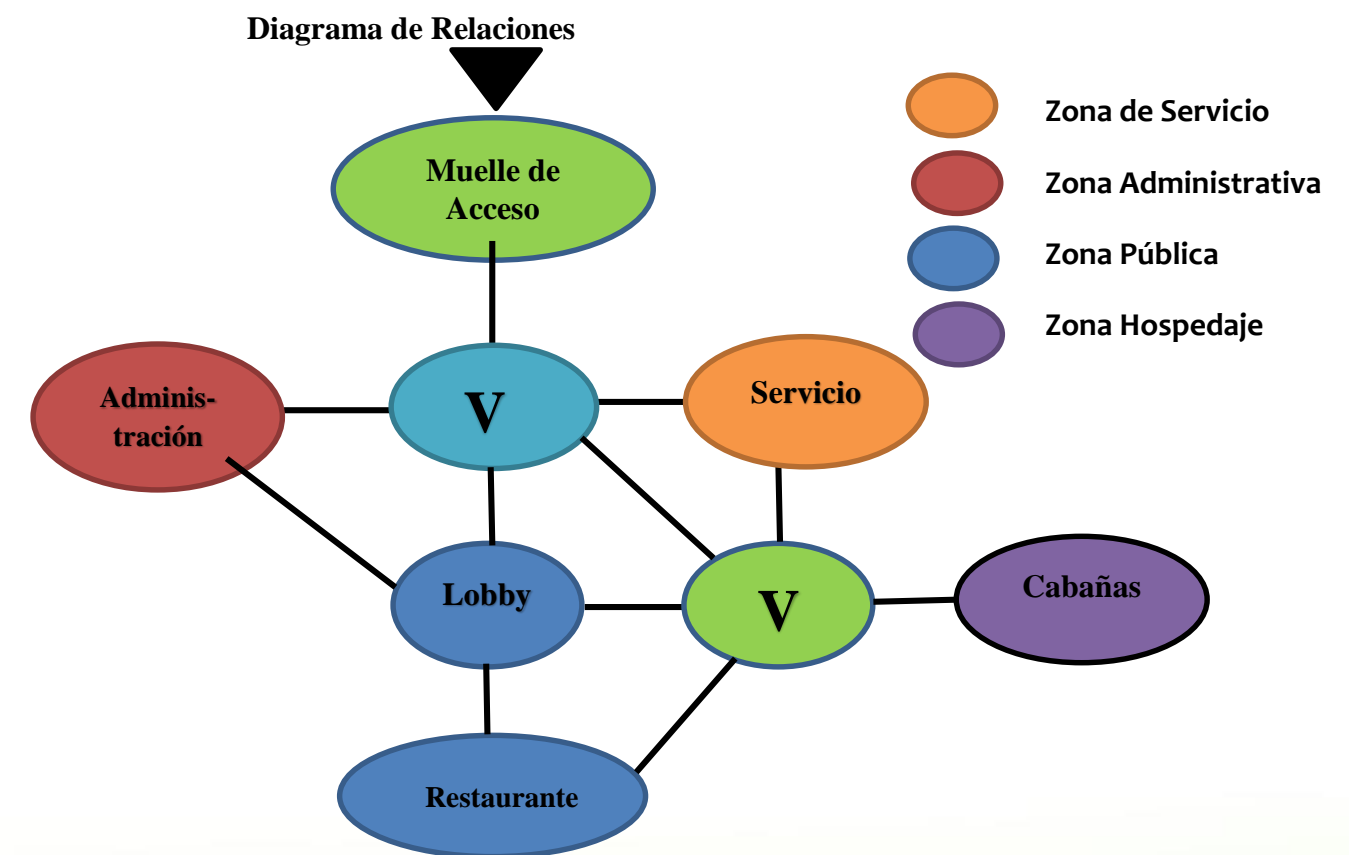 Diagrama de Relaciones
Muelle de
Acceso
Zona de Servicio
Zona Administrativa
Zona Pública
Zona Hospedaje
Adminis-
tración
V
Servicio
Lobby
V
Cabañas
Restaurante